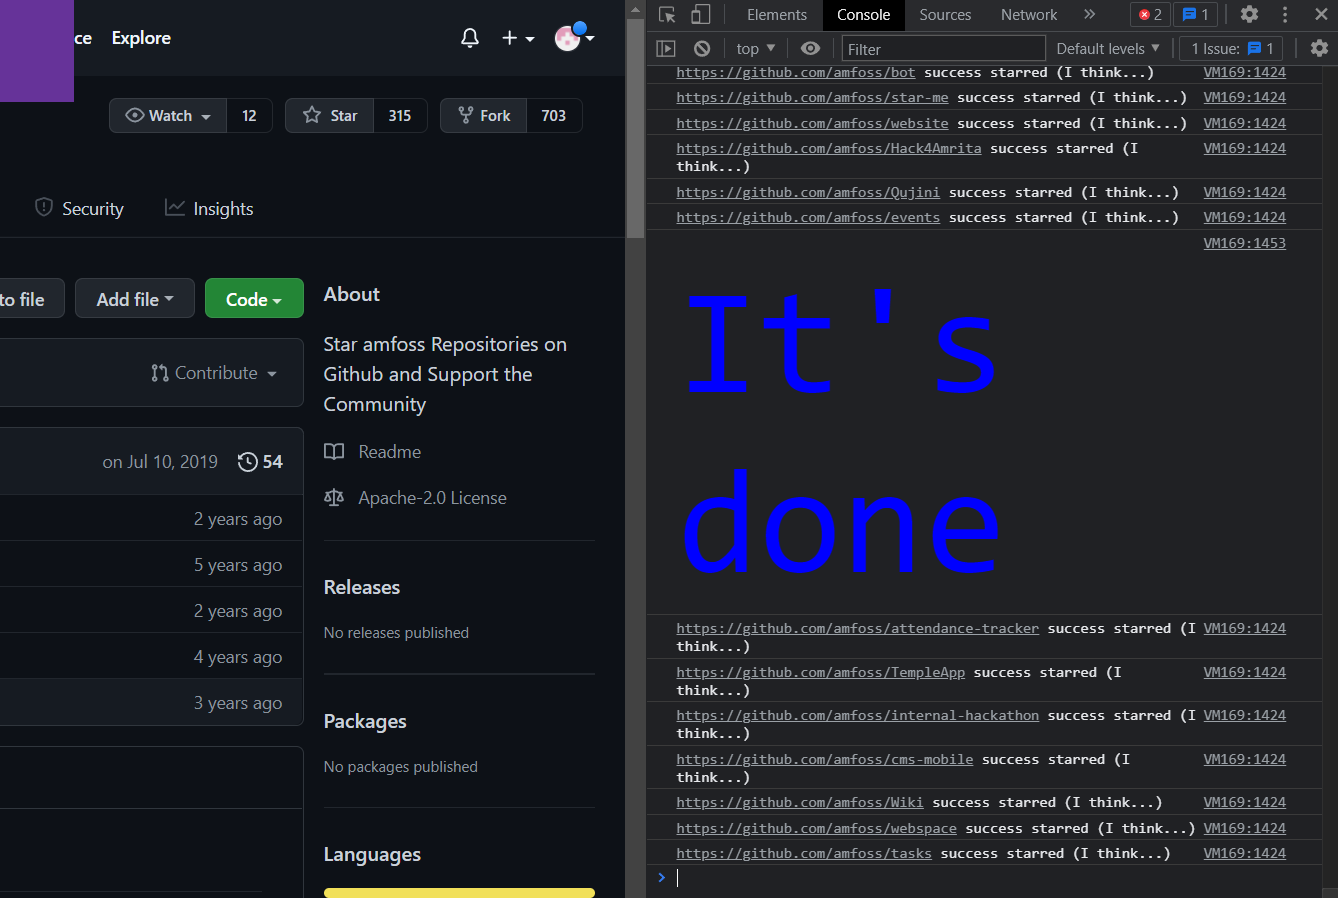 ce Explore
Watch 12 Star 315 Fork 703
Security Insights
to file Add file Code
Contribute
on Jul 10, 2019 54
2 years ago
5 years ago
2 years ago
4 years ago
3 years ago
About
Star amfoss Repositories on
Github and Support the
Community
Readme
Apache-2.0 License
Releases
No releases published
Packages
No packages published
Languages
Elements Console Sources Network 2 1
top Filter Default levels 1 Issue: 1
https://github.com/amfoss/bot success starred (I think...) VM169:1424
https://github.com/amfoss/star-me success starred (I think...) VM169:1424
https://github.com/amfoss/website success starred (I think...) VM169:1424
https://github.com/amfoss/Hack4Amrita success starred (I VM169:1424
think...)
https://github.com/amfoss/Qujini success starred (I think...) VM169:1424
https://github.com/amfoss/events success starred (I think...) VM169:1424
VM169:1453
It's
done
https://github.com/amfoss/attendance-tracker success starred (I VM169:1424
think...)
https://github.com/amfoss/TempleApp success starred (I VM169:1424
think...)
https://github.com/amfoss/internal-hackathon success starred (I VM169:1424
think...)
https://github.com/amfoss/cms-mobile success starred (I VM169:1424
think...)
https://github.com/amfoss/Wiki success starred (I think...) VM169:1424
https://github.com/amfoss/webspace success starred (I think...) VM169:1424
https://github.com/amfoss/tasks success starred (I think...) VM169:1424